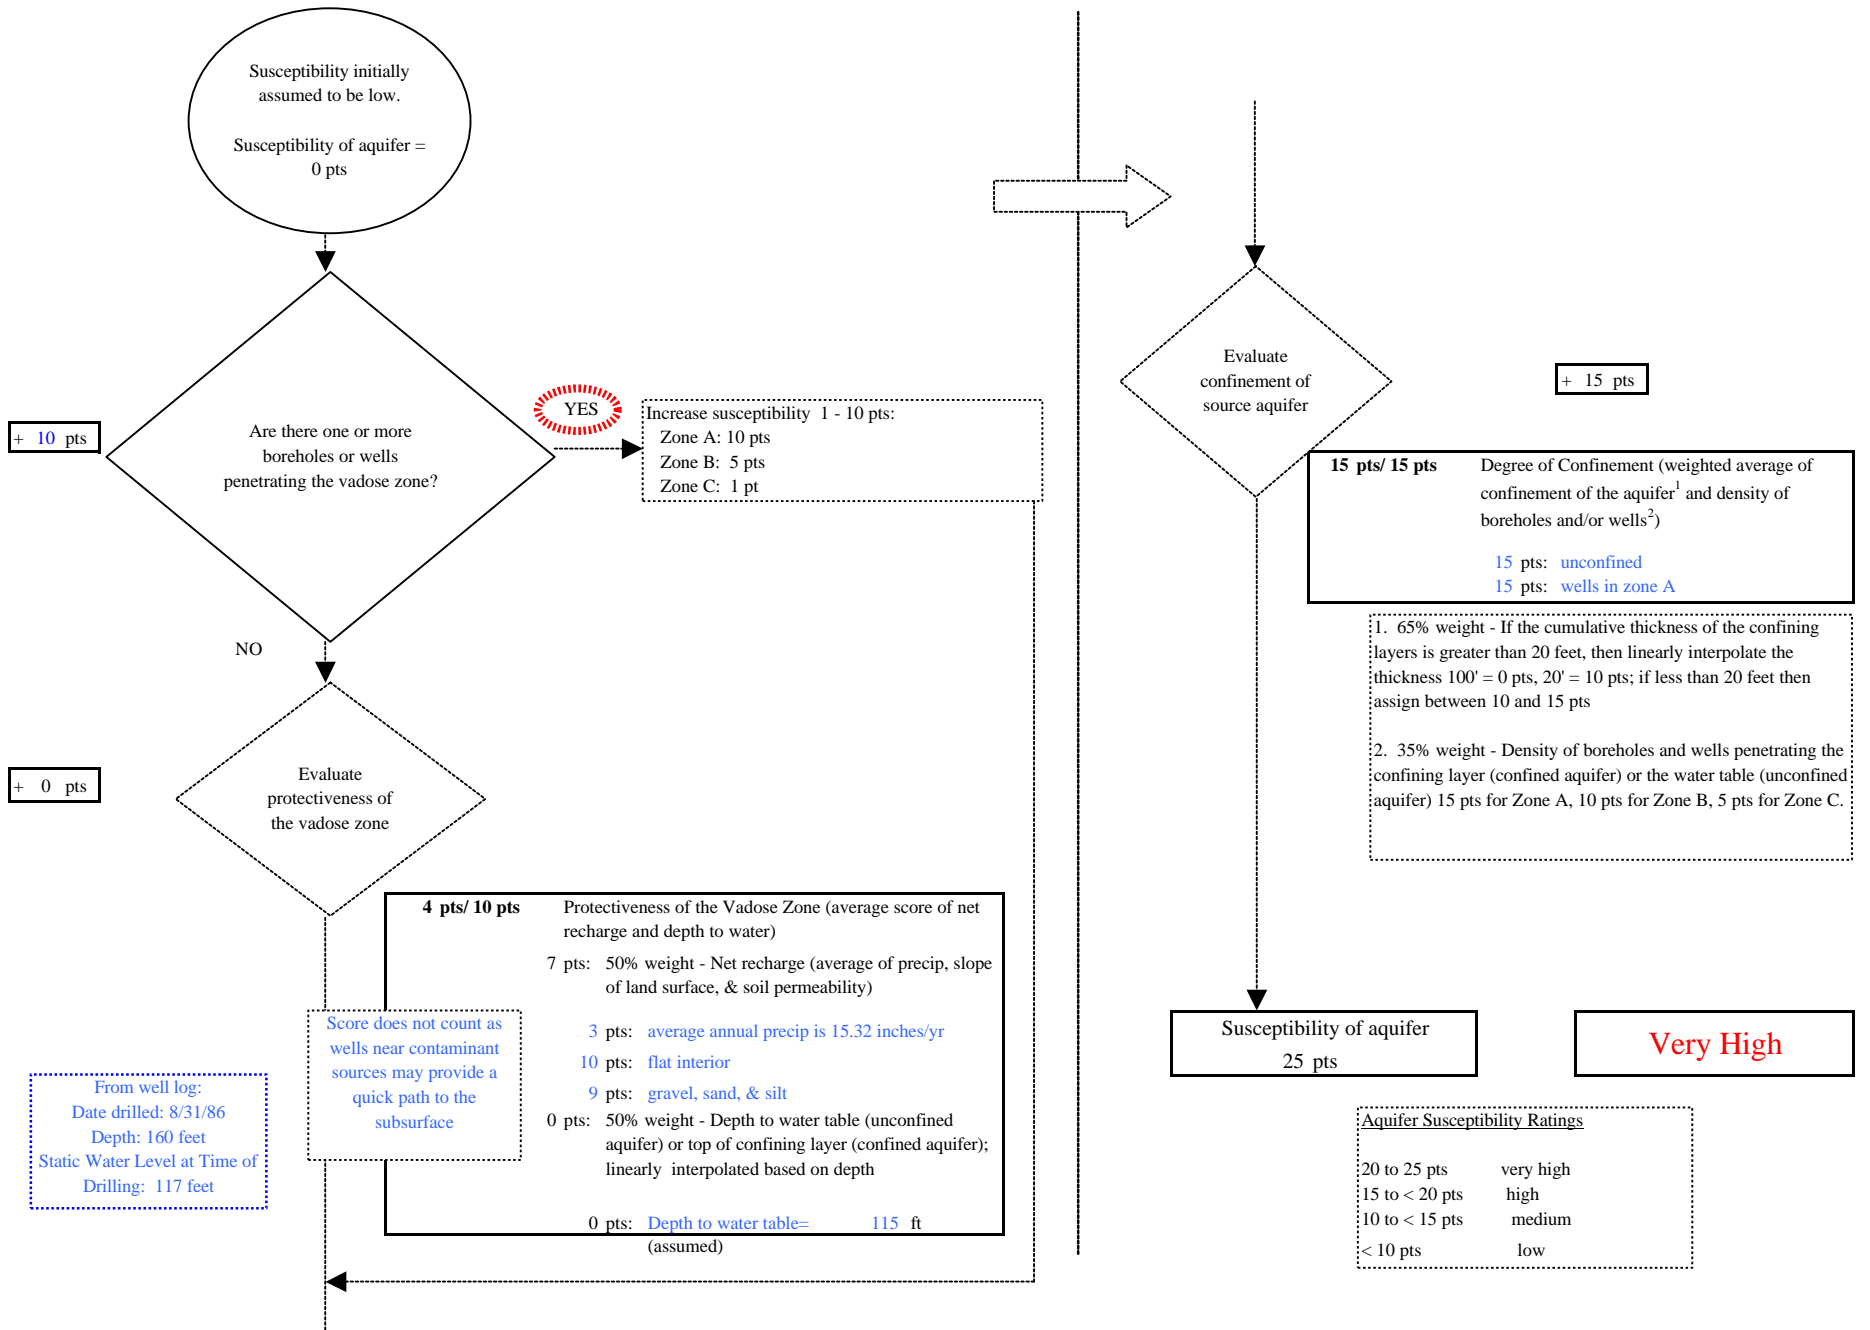 Susceptibility initially
assumed to be low.
Susceptibility of aquifer =
0 pts
+ 10 pts
Are there one or more
boreholes or wells
penetrating the vadose zone?
YES
Increase susceptibility 1 - 10 pts:
Zone A: 10 pts
Zone B: 5 pts
Zone C: 1 pt
NO
+ 0 pts
Evaluate
protectiveness of
the vadose zone
4 pts/ 10 pts Protectiveness of the Vadose Zone (average score of net
recharge and depth to water)
7 pts: 50% weight - Net recharge (average of precip, slope
of land surface, & soil permeability)
3 pts: average annual precip is 15.32 inches/yr
10 pts: flat interior
9 pts: gravel, sand, & silt
0 pts: 50% weight - Depth to water table (unconfined
aquifer) or top of confining layer (confined aquifer);
linearly interpolated based on depth
0 pts: Depth to water table= 115 ft
(assumed)
Score does not count as
wells near contaminant
sources may provide a
quick path to the
subsurface
From well log:
Date drilled: 8/31/86
Depth: 160 feet
Static Water Level at Time of
Drilling: 117 feet
Evaluate
confinement of
source aquifer
+ 15 pts
15 pts/ 15 pts Degree of Confinement (weighted average of
confinement of the aquifer1 and density of
boreholes and/or wells2)
15 pts: unconfined
15 pts: wells in zone A
1. 65% weight - If the cumulative thickness of the confining
layers is greater than 20 feet, then linearly interpolate the
thickness 100' = 0 pts, 20' = 10 pts; if less than 20 feet then
assign between 10 and 15 pts
2. 35% weight - Density of boreholes and wells penetrating the
confining layer (confined aquifer) or the water table (unconfined
aquifer) 15 pts for Zone A, 10 pts for Zone B, 5 pts for Zone C.
Susceptibility of aquifer
25 pts
Very High
Aquifer Susceptibility Ratings
20 to 25 pts very high
15 to < 20 pts high
10 to < 15 pts medium
< 10 pts low